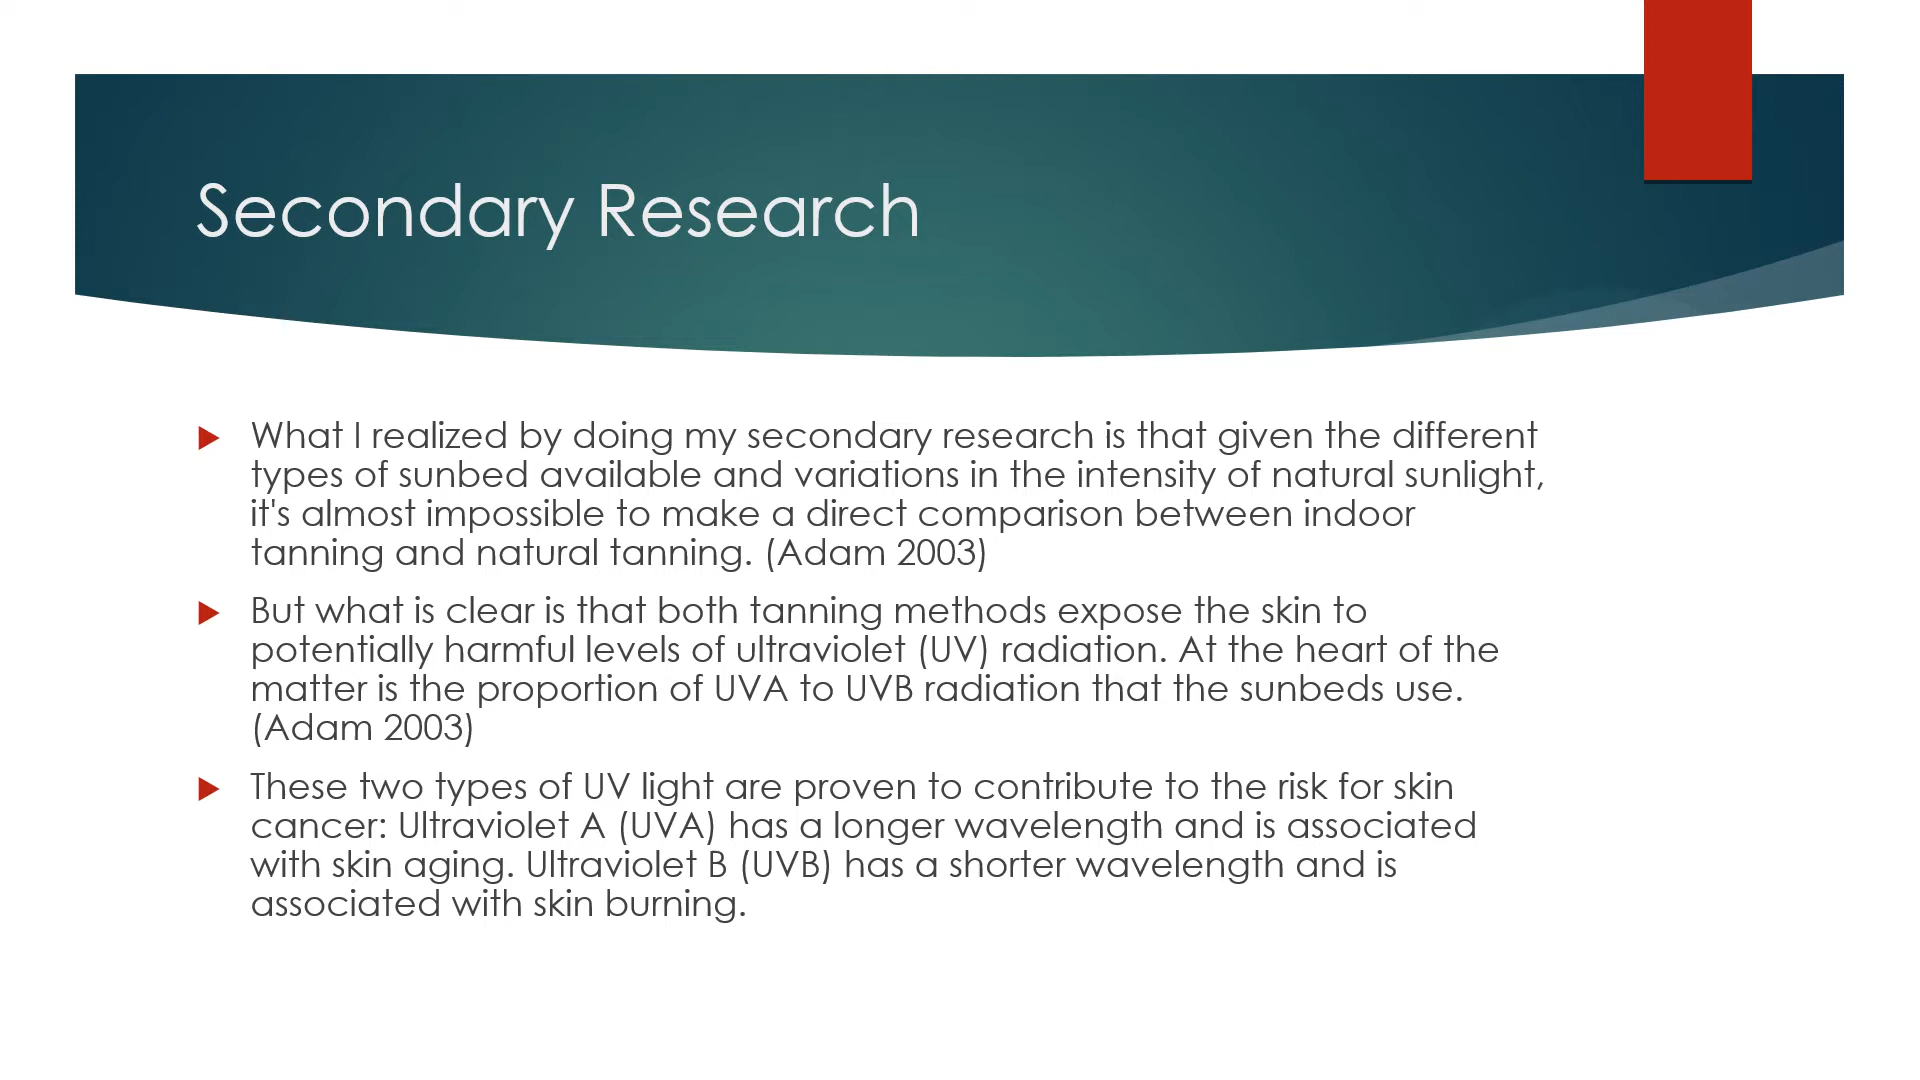 Secondary Research
What I realized by doing my secondary research is that given the different
types of sunbed available and variations in the intensity of natural sunlight,
it's almost impossible to make a direct comparison between indoor
tanning and natural tanning. (Adam 2003)
But what is clear is that both tanning methods expose the skin to
potentially harmful levels of ultraviolet (UV) radiation. At the heart of the
matter is the proportion of UVA to UVB radiation that the sunbeds use.
(Adam 2003)
These two types of UV light are proven to contribute to the risk for skin
cancer: Ultraviolet A (UVA) has a longer wavelength and is associated
with skin aging. Ultraviolet B (UVB) has a shorter wavelength and is
associated with skin burning.